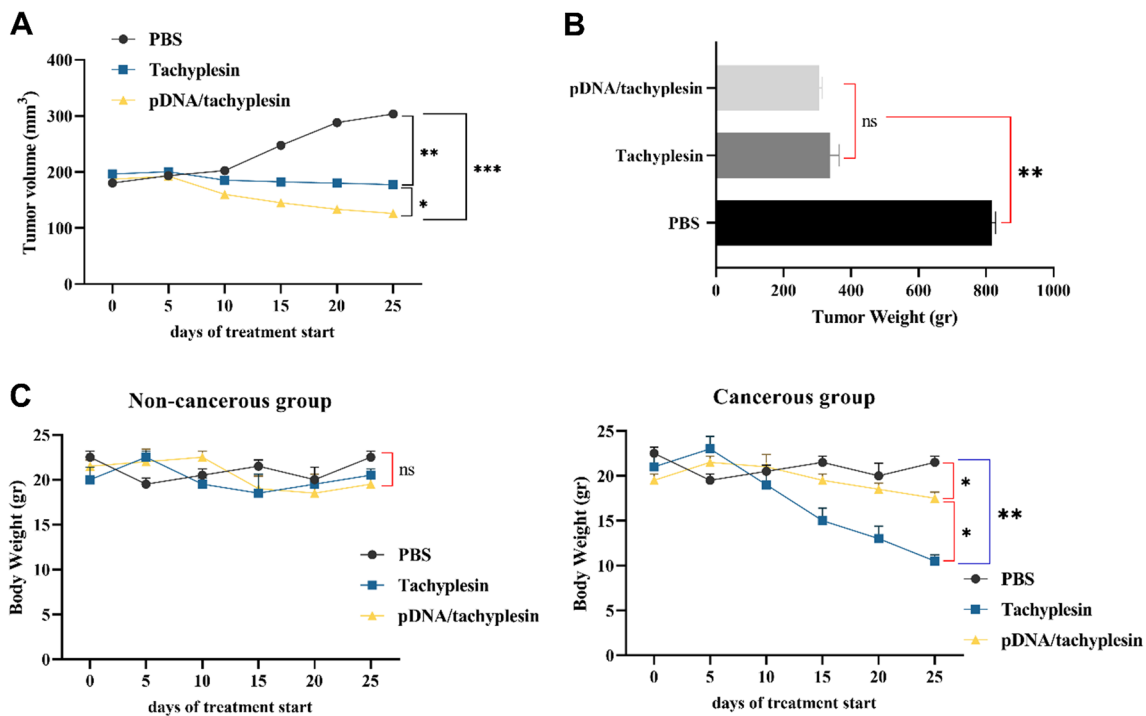 A
PBS
Tachyplesin
pDNA/tachyplesin
Tumor volume (mm3)
400
300
200
100
0
**
*
***
0 5 10 15 20 25
days of treatment start
B
pDNA/tachyplesin
Tachyplesin
PBS
ns
**
0 200 400 600 800 1000
Tumor Weight (gr)
C
Non-cancerous group
Body Weight (gr)
25
20
15
10
5
0
ns
PBS
Tachyplesin
pDNA/tachyplesin
0 5 10 15 20 25
days of treatment start
Cancerous group
Body Weight (gr)
25
20
15
10
5
0
*
*
**
PBS
Tachyplesin
pDNA/tachyplesin
0 5 10 15 20 25
days of treatment start